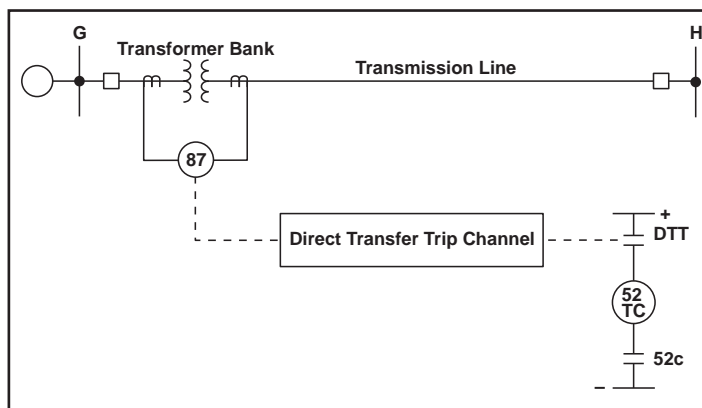 G
H
Transformer Bank
Transmission Line
87
Direct Transfer Trip Channel
+
DTT
52
TC
52c
–